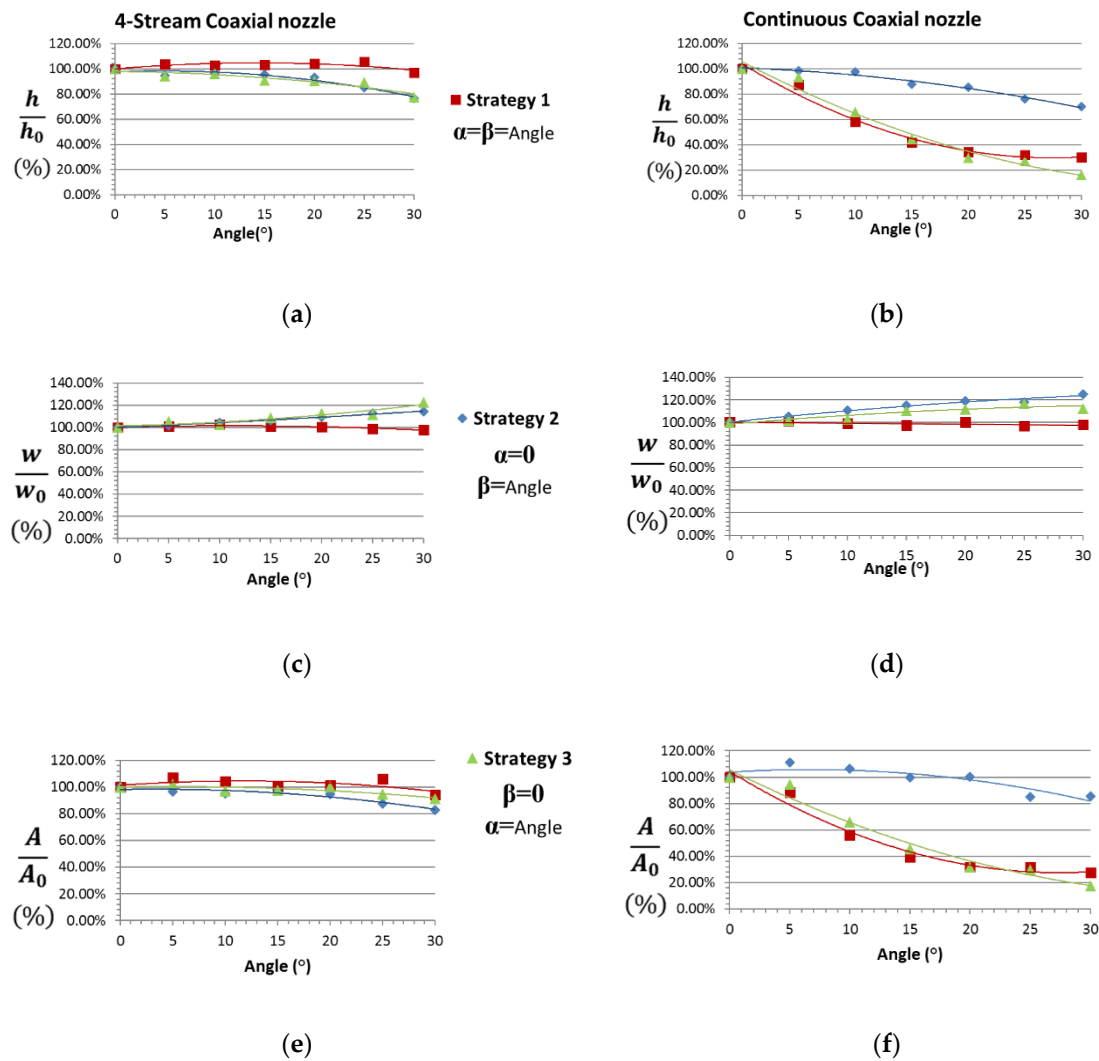 4-Stream Coaxial nozzle
Continuous Coaxial nozzle
h
h0
(%)
120.00%
100.00%
80.00%
60.00%
40.00%
20.00%
0.00%
0 5 10 15 20 25 30
Angle(°)
Strategy 1
α=β=Angle
h
h0
(%)
120.00%
100.00%
80.00%
60.00%
40.00%
20.00%
0.00%
0 5 10 15 20 25 30
Angle (°)
(a)
(b)
w
w0
(%)
140.00%
120.00%
100.00%
80.00%
60.00%
40.00%
20.00%
0.00%
0 5 10 15 20 25 30
Angle (°)
Strategy 2
α=0
β=Angle
w
w0
(%)
140.00%
120.00%
100.00%
80.00%
60.00%
40.00%
20.00%
0.00%
0 5 10 15 20 25 30
Angle (°)
(c)
(d)
A
A0
(%)
120.00%
100.00%
80.00%
60.00%
40.00%
20.00%
0.00%
0 5 10 15 20 25 30
Angle (°)
Strategy 3
β=0
α=Angle
A
A0
(%)
120.00%
100.00%
80.00%
60.00%
40.00%
20.00%
0.00%
0 5 10 15 20 25 30
Angle (°)
(e)
(f)